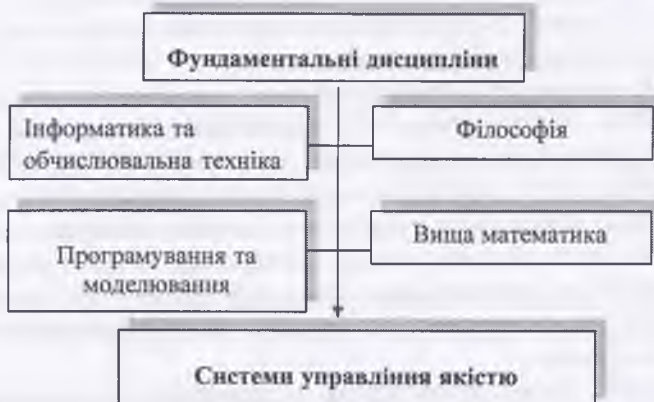 Фундаментальні дисципліни
Інформатика та
обчислювальна техніка
Філософія
Програмування та
моделювання
Вища математика
Системи управління якістю